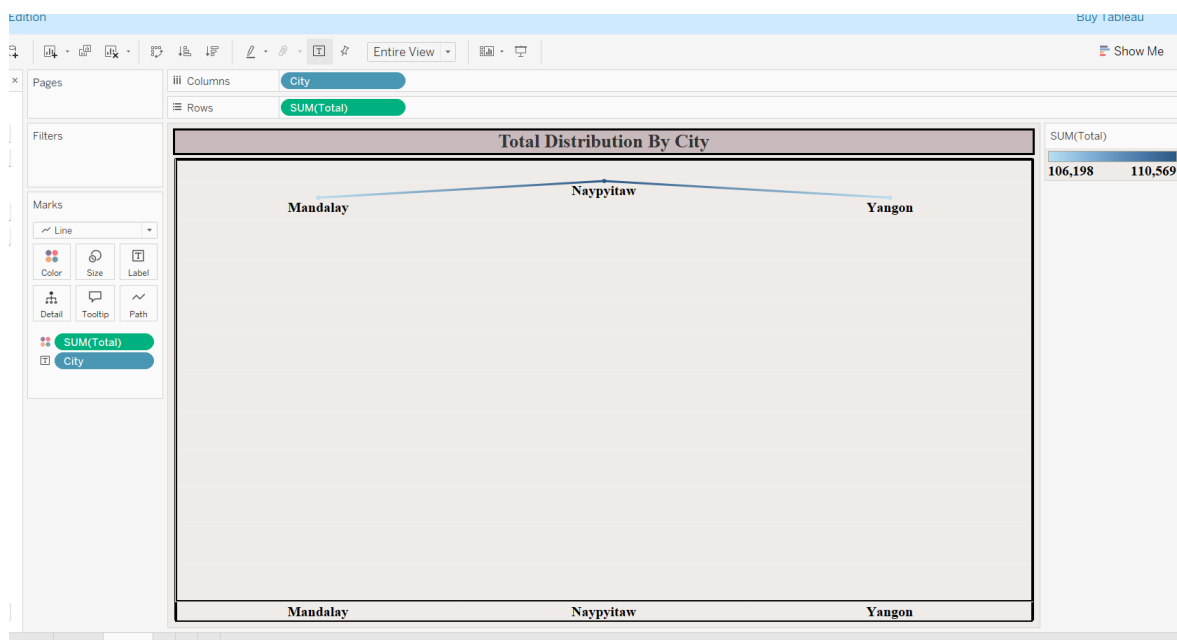 Edition
Buy Tableau
Entire View
Show Me
Pages
Columns
City
Rows
SUM(Total)
Filters
Total Distribution By City
SUM(Total)
106,198 110,569
Naypyitaw
Mandalay
Yangon
Marks
Line
Color Size Label
Detail Tooltip Path
SUM(Total)
City
Mandalay Naypyitaw Yangon